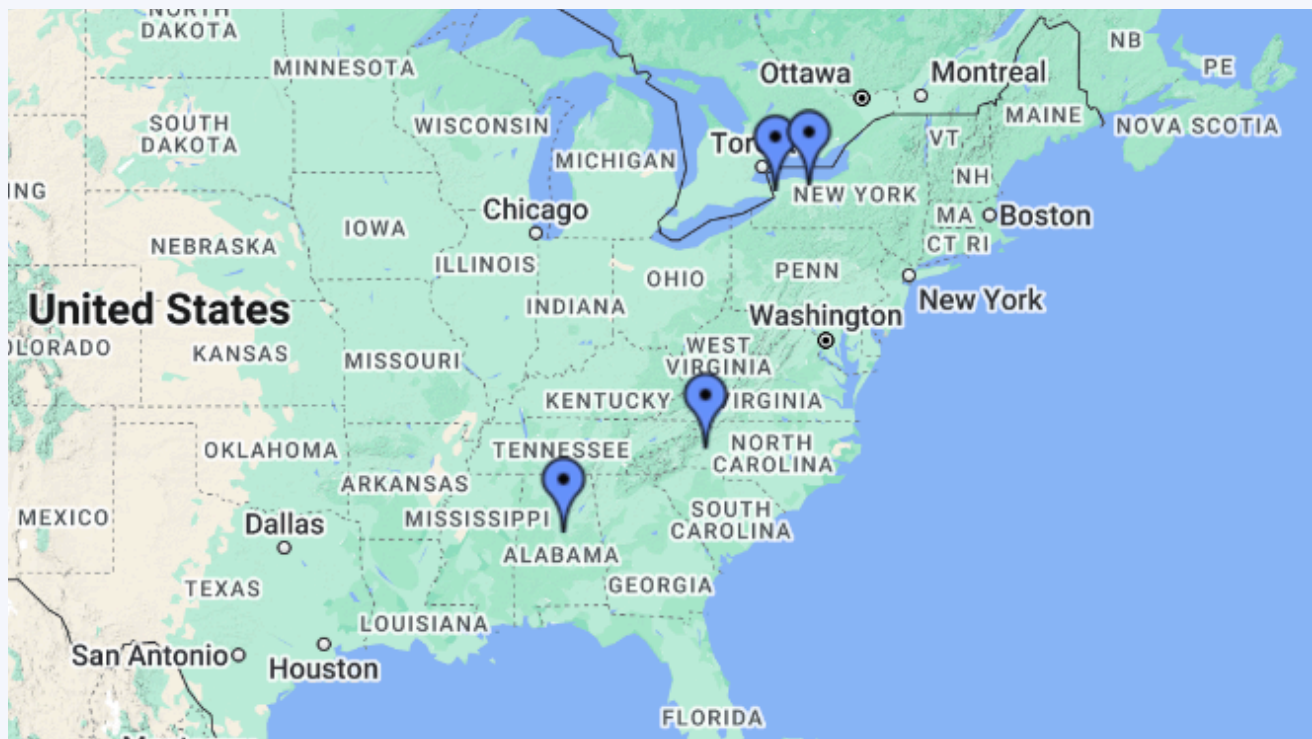 NORTH
DAKOTA
MINNESOTA
Ottawa
Montreal
NB
PE
SOUTH
DAKOTA
WISCONSIN
MICHIGAN
MAINE
NOVA SCOTIA
VT.
NH
NEW YORK
MA
Boston
CT RI
Chicago
IOWA
NEBRASKA
ILLINOIS
OHIO
PENN
INDIANA
New York
United States
Washington
KANSAS
MISSOURI
WEST
VIRGINIA
KENTUCKY
VIRGINIA
OKLAHOMA
TENNESSEE
NORTH
CAROLINA
ARKANSAS
MEXICO
MISSISSIPPI
SOUTH
CAROLINA
Dallas
ALABAMA
TEXAS
GEORGIA
LOUISIANA
San Antonio
Houston
FLORIDA